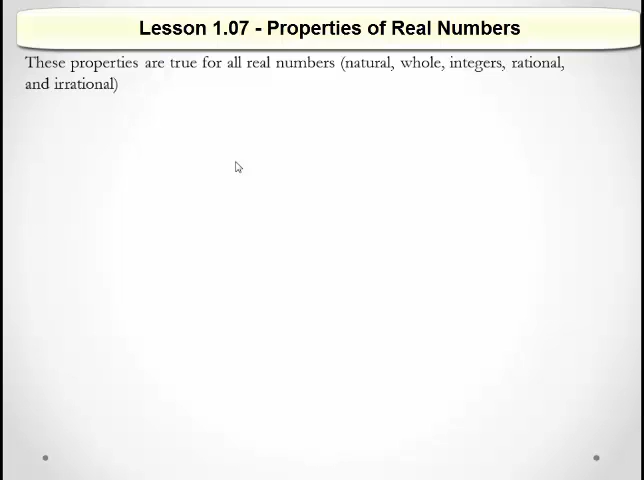 Lesson 1.07 - Properties of Real Numbers
These properties are true for all real numbers (natural, whole, integers, rational,
and irrational)